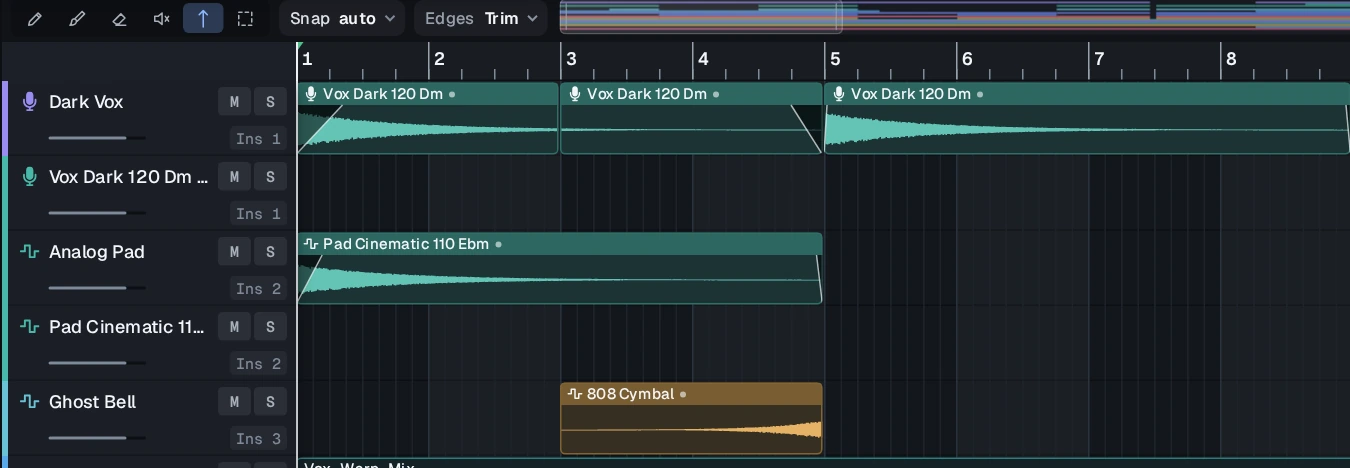 Snap auto Edges Trim
1 2 3 4 5 6 7 8
Dark Vox M S
Ins 1
Vox Dark 120 Dm
Vox Dark 120 Dm
Vox Dark 120 Dm
Vox Dark 120 Dm ... M S
Ins 1
Analog Pad M S
Ins 2
Pad Cinematic 110 Ebm
Pad Cinematic 11... M S
Ins 2
Ghost Bell M S
Ins 3
808 Cymbal